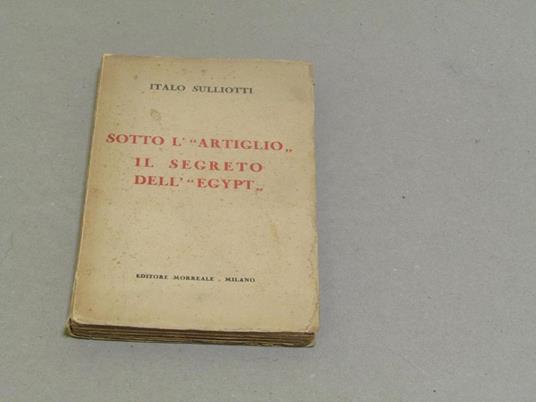 ITALO SULLIOTTI
SOTTO L' “ARTIGLIO„
IL SEGRETO
DELL' “EGYPT„
EDITORE MORREALE - MILANO